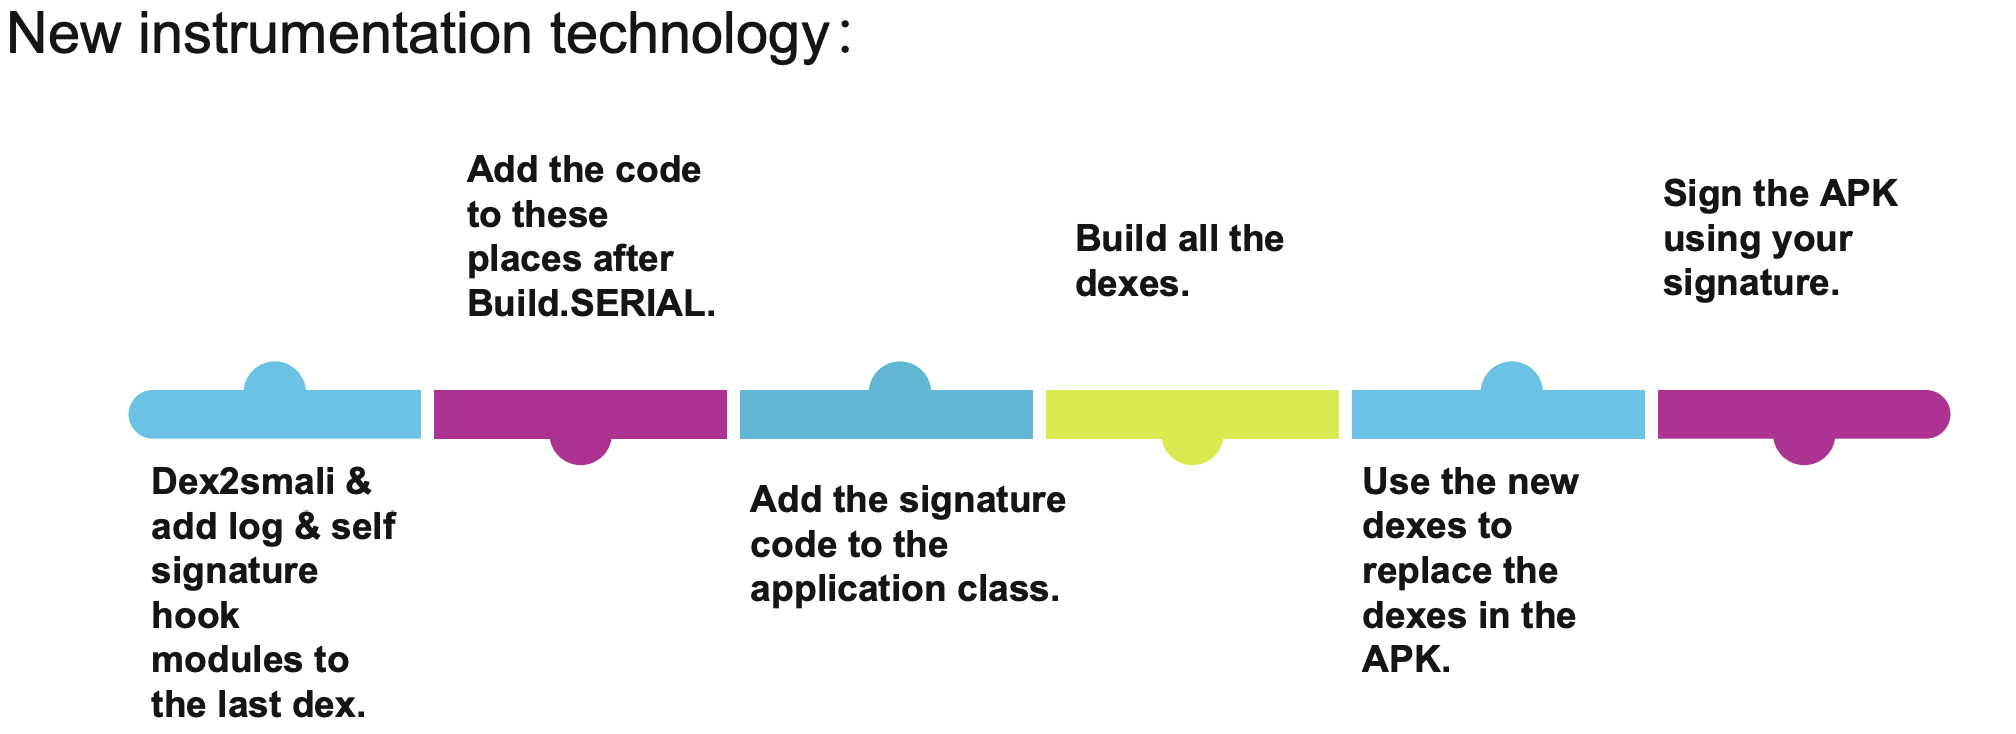 New instrumentation technology：
Dex2smali &
add log & self
signature
hook
modules to
the last dex.
Add the code
to these
places after
Build.SERIAL.
Add the signature
code to the
application class.
Build all the
dexes.
Use the new
dexes to
replace the
dexes in the
APK.
Sign the APK
using your
signature.